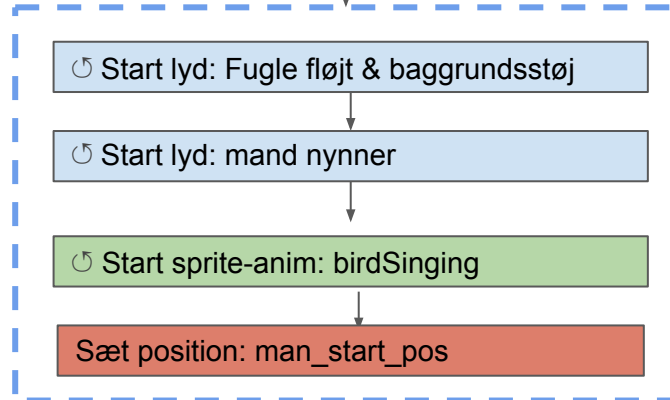 ↺ Start lyd: Fugle fløjt & baggrundsstøj
↺ Start lyd: mand nynner
↺ Start sprite-anim: birdSinging
Sæt position: man_start_pos